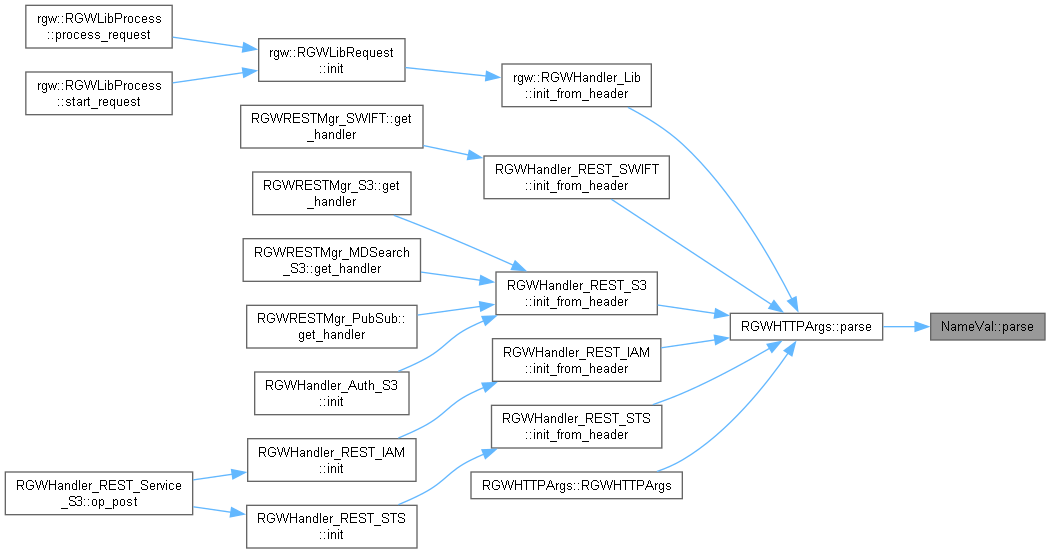 rgw::RGWLibProcess
::process_request
rgw::RGWLibProcess
::start_request
rgw::RGWLibRequest
::init
rgw::RGWHandler_Lib
::init_from_header
RGWRESTMgr_SWIFT::get
_handler
RGWHandler_REST_SWIFT
::init_from_header
RGWRESTMgr_S3::get
_handler
RGWRESTMgr_MDSearch
_S3::get_handler
RGWRESTMgr_PubSub::
get_handler
RGWHandler_Auth_S3
::init
RGWHandler_REST_S3
::init_from_header
RGWHandler_REST_IAM
::init_from_header
RGWHandler_REST_STS
::init_from_header
RGWHTTPArgs::RGWHTTPArgs
RGWHandler_REST_IAM
::init
RGWHandler_REST_STS
::init
RGWHandler_REST_Service
_S3::op_post
RGWHTTPArgs::parse
NameVal::parse